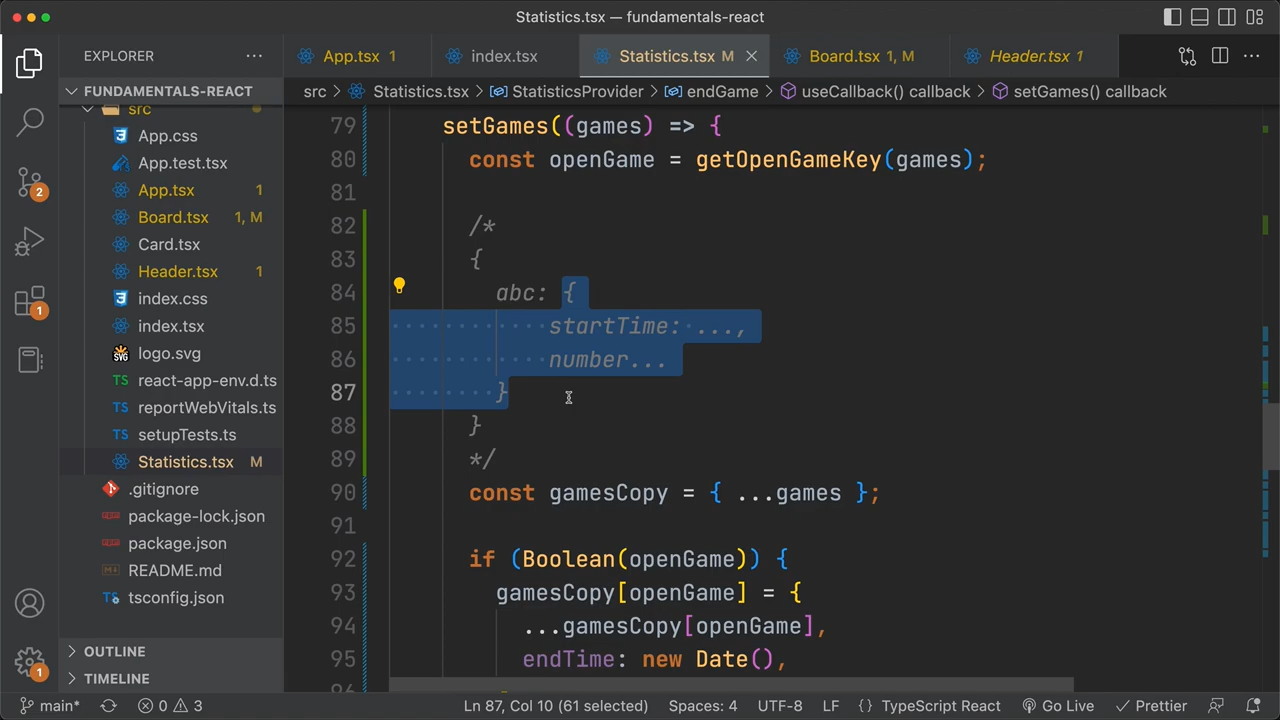 Statistics.tsx — fundamentals-react
EXPLORER
App.tsx 1
index.tsx
Statistics.tsx M
Board.tsx 1, M
Header.tsx 1
FUNDAMENTALS-REACT
src > Statistics.tsx > StatisticsProvider > endGame > useCallback() callback > setGames() callback
src
App.css
App.test.tsx
App.tsx 1
Board.tsx 1, M
Card.tsx
Header.tsx 1
index.css
index.tsx
logo.svg
react-app-env.d.ts
reportWebVitals.ts
setupTests.ts
Statistics.tsx M
.gitignore
package-lock.json
package.json
README.md
tsconfig.json
OUTLINE
TIMELINE
2
1
1
79 setGames((games) => {
80 const openGame = getOpenGameKey(games);
81
82 /*
83 {
84 abc: {
85 startTime: ...,
86 number...
87 }
88 }
89 */
90 const gamesCopy = { ...games };
91
92 if (Boolean(openGame)) {
93 gamesCopy[openGame] = {
94 ...gamesCopy[openGame],
95 endTime: new Date(),
main* 0 3 Ln 87, Col 10 (61 selected) Spaces: 4 UTF-8 LF {} TypeScript React Go Live Prettier